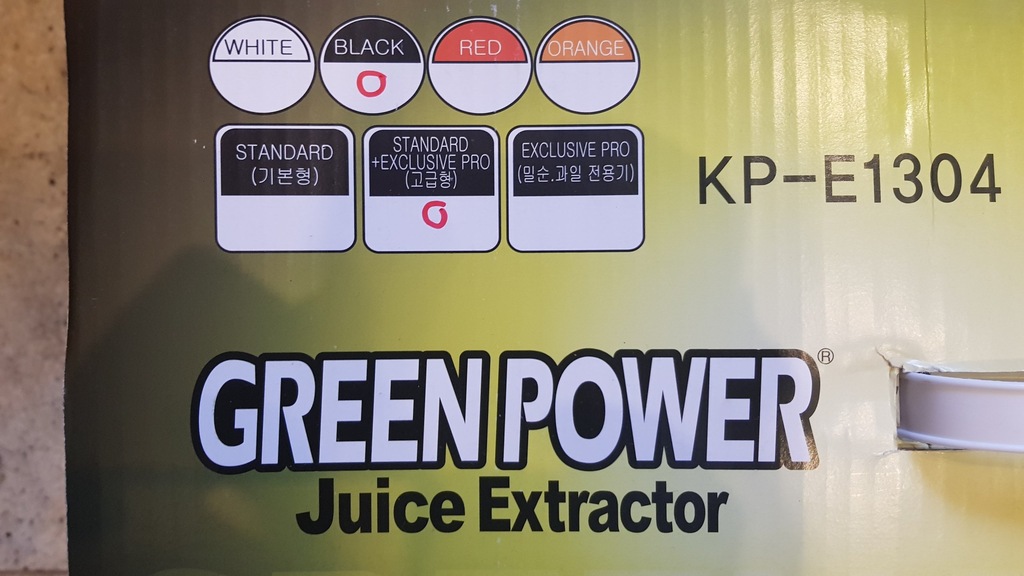 WHITE
BLACK
RED
ORANGE
STANDARD
(기본형)
STANDARD
+EXCLUSIVE PRO
(고급형)
EXCLUSIVE PRO
(밀순.과일 전용기)
KP-E1304
GREEN POWER®
Juice Extractor